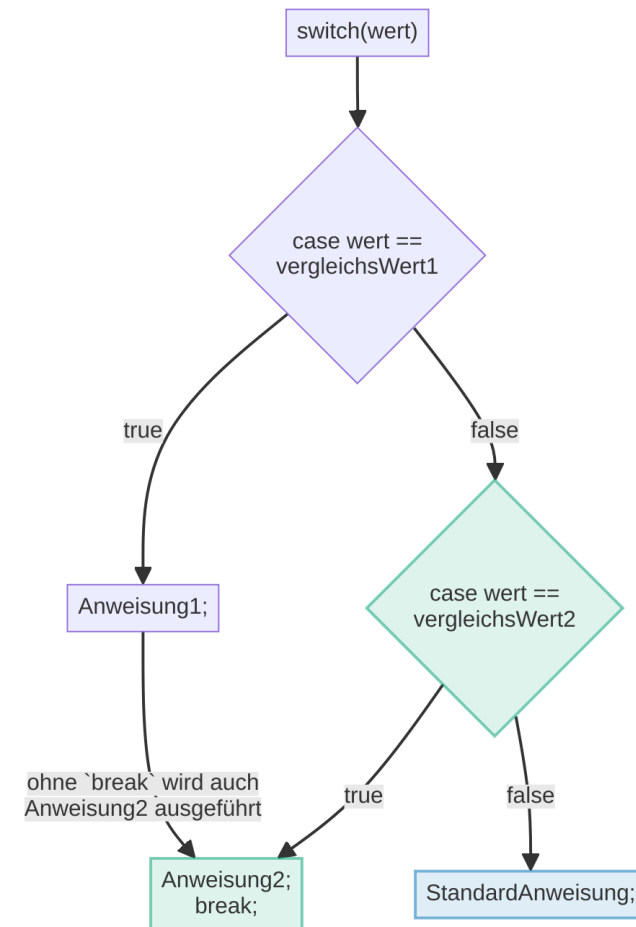 switch(wert)
case wert ==
vergleichsWert1
true
false
Anweisung1;
case wert ==
vergleichsWert2
ohne `break` wird auch
Anweisung2 ausgeführt
true
false
Anweisung2;
break;
StandardAnweisung;